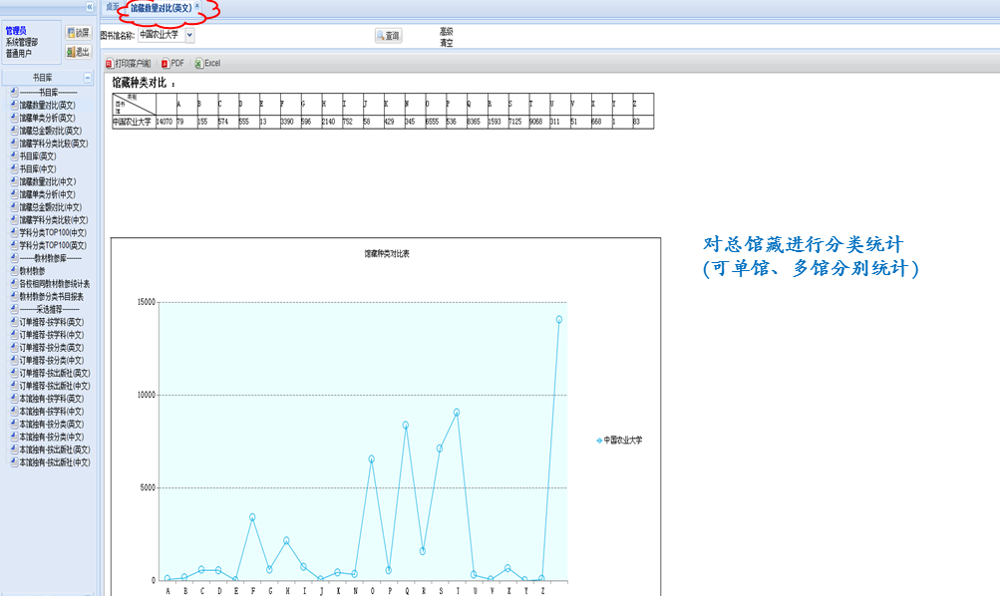 桌面 馆藏数量对比(英文)
管理员
系统管理部
普通用户
锁屏
退出
图书馆名称: 中国农业大学 查询
高级
清空
打印[客户端] PDF Excel
书目库
---------书目库---------
馆藏数量对比(英文)
馆藏单类分析(英文)
馆藏总金额对比(英文)
馆藏学科分类比较(英文)
书目库(英文)
书目库(中文)
馆藏数量对比(中文)
馆藏单类分析(中文)
馆藏总金额对比(中文)
馆藏学科分类比较(中文)
学科分类TOP100(中文)
学科分类TOP100(英文)
-------教材教参库-------
教材教参
各校相同教材教参统计表
教材教参分类书目报表
--------采选推荐--------
订单推荐-按学科(英文)
订单推荐-按学科(中文)
订单推荐-按分类(英文)
订单推荐-按分类(中文)
订单推荐-按出版社(英文)
订单推荐-按出版社(中文)
本馆独有-按学科(英文)
本馆独有-按学科(中文)
本馆独有-按分类(英文)
本馆独有-按分类(中文)
本馆独有-按出版社(英文)
本馆独有-按出版社(中文)
馆藏种类对比 :
类别
图书馆
A B C D E F G H I J K N O P Q R S T U V X Y Z
中国农业大学 14070 79 155 574 555 13 3390 596 2140 752 58 429 345 6555 536 8365 1593 7125 9068 311 51 668 1 83
馆藏种类对比表
15000
10000
5000
0
A B C D E F G H I J K N O P Q R S T U V X Y Z
中国农业大学
对总馆藏进行分类统计
(可单馆、多馆分别统计)